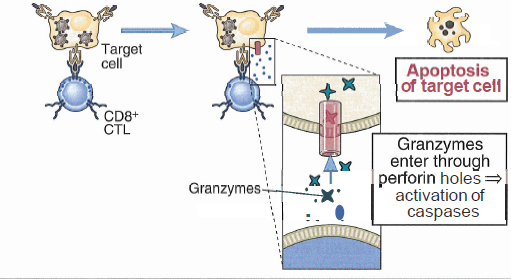 Target
cell
CD8+
CTL
Apoptosis
of target cell
Granzymes
Granzymes
enter through
perforin holes ⇒
activation of
caspases